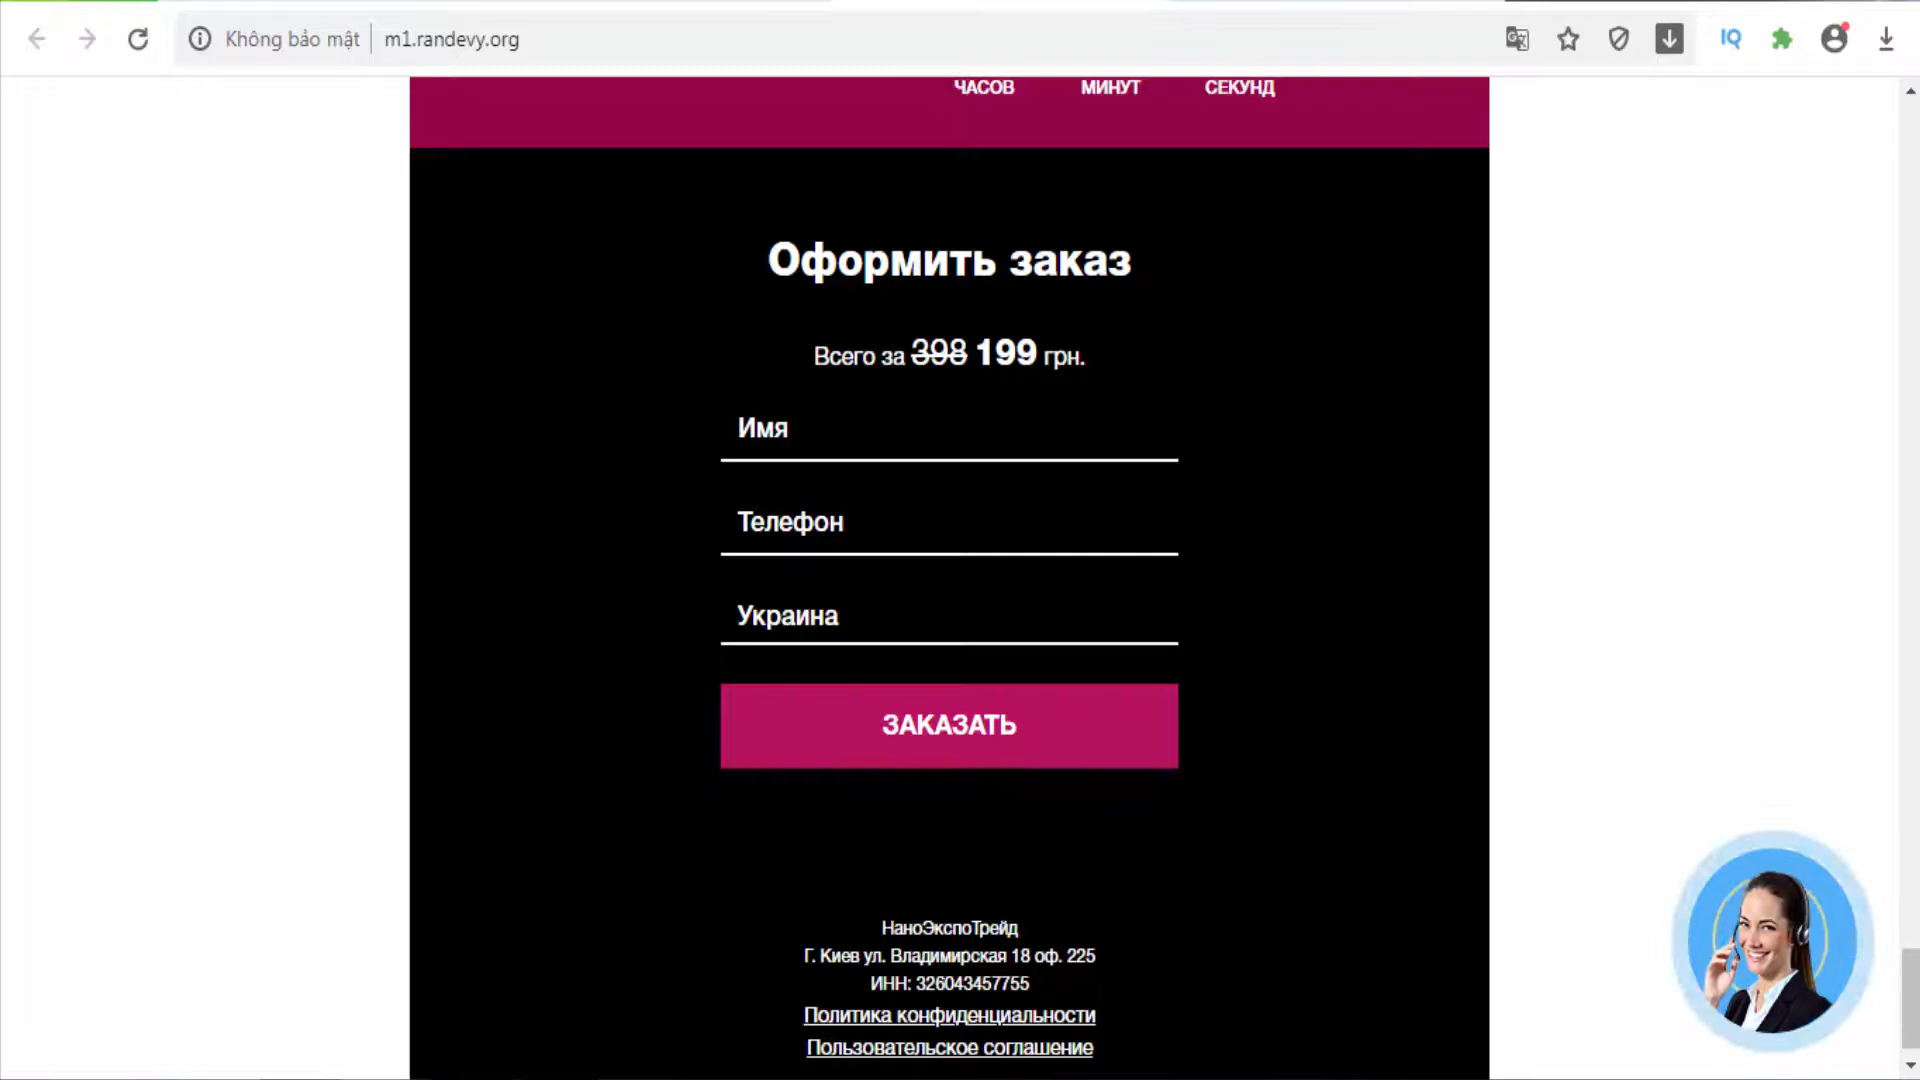 Không bảo mật m1.randevy.org
IQ
ЧАСОВ МИНУТ СЕКУНД
Оформить заказ
Всего за 398 199 грн.
Имя
Телефон
Украина
ЗАКАЗАТЬ
НаноЭкспоТрейд
Г. Киев ул. Владимирская 18 оф. 225
ИНН: 326043457755
Политика конфиденциальности
Пользовательское соглашение